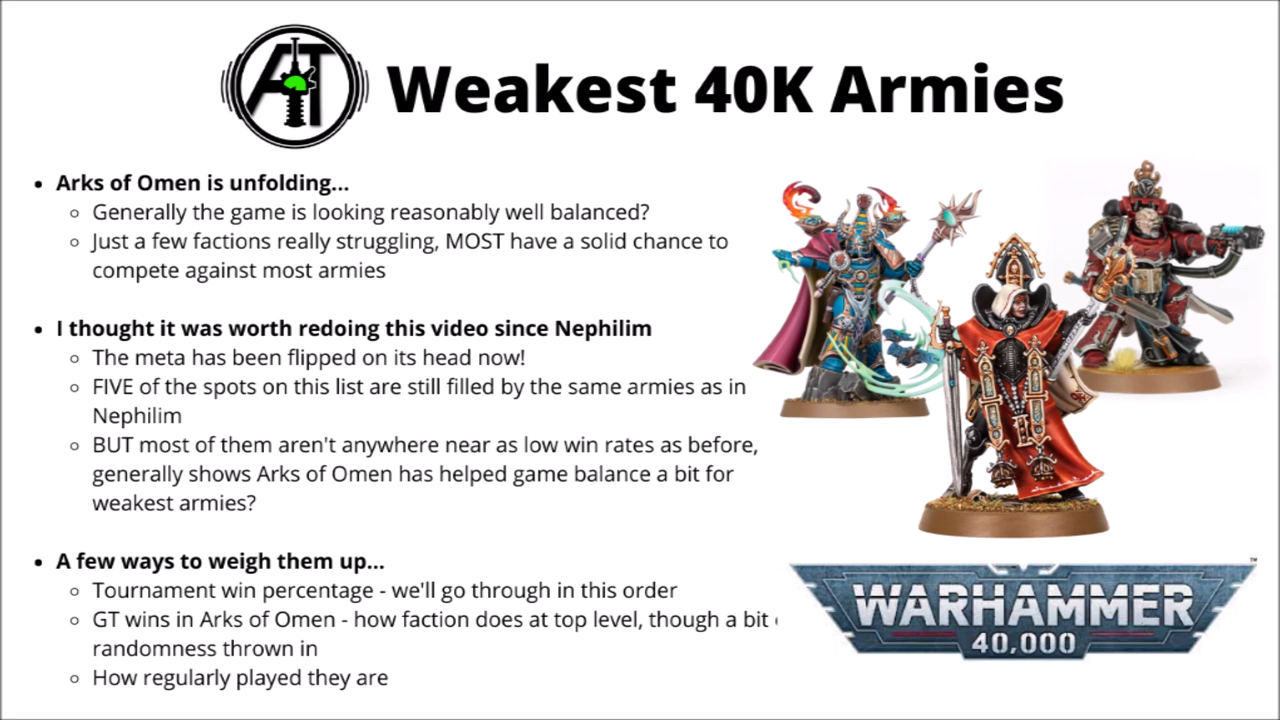 AT
Weakest 40K Armies
• Arks of Omen is unfolding...
◦ Generally the game is looking reasonably well balanced?
◦ Just a few factions really struggling, MOST have a solid chance to
compete against most armies
• I thought it was worth redoing this video since Nephilim
◦ The meta has been flipped on its head now!
◦ FIVE of the spots on this list are still filled by the same armies as in
Nephilim
◦ BUT most of them aren't anywhere near as low win rates as before,
generally shows Arks of Omen has helped game balance a bit for
weakest armies?
• A few ways to weigh them up...
◦ Tournament win percentage - we'll go through in this order
◦ GT wins in Arks of Omen - how faction does at top level, though a bit
randomness thrown in
◦ How regularly played they are
WARHAMMER™
40,000